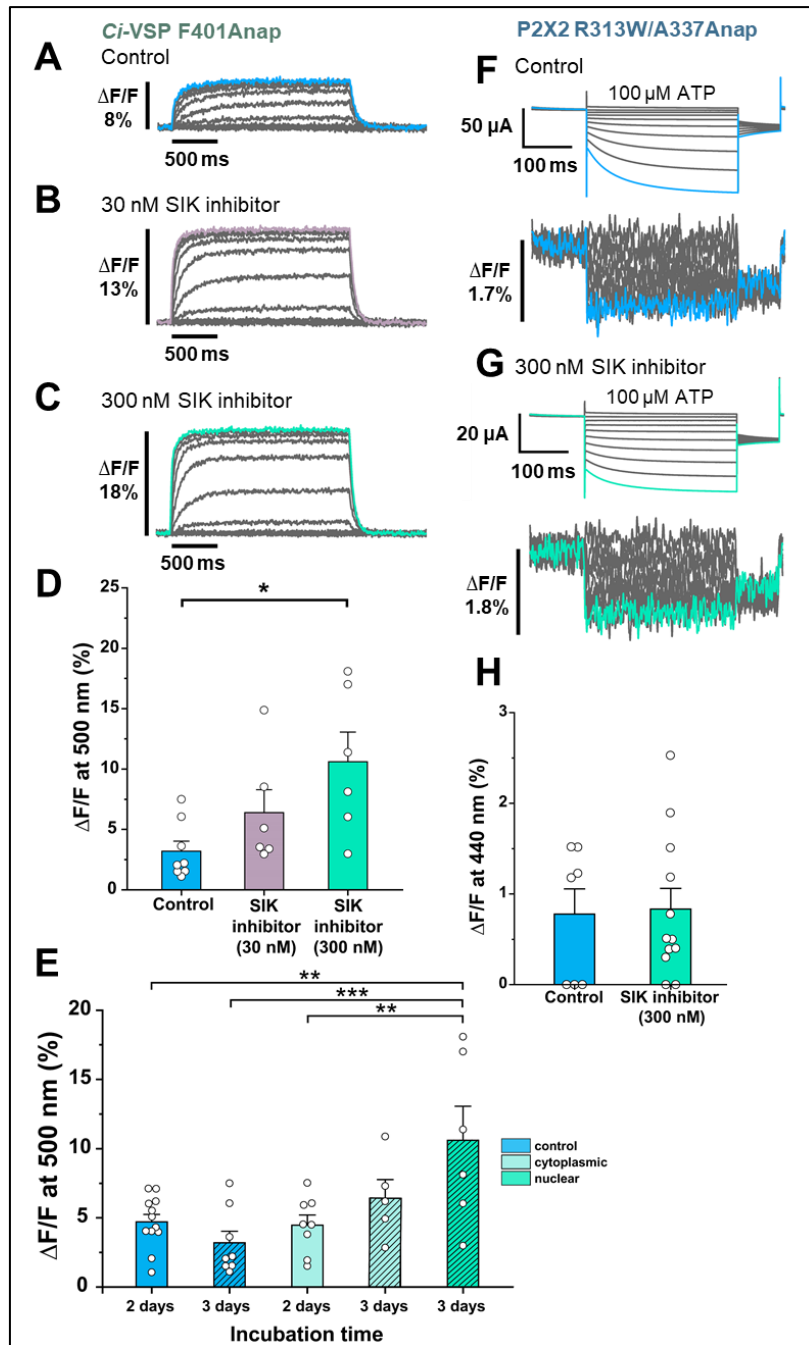 Ci-VSP F401Anap
A
Control
ΔF/F
8%
500 ms
B
30 nM SIK inhibitor
ΔF/F
13%
500 ms
C
300 nM SIK inhibitor
ΔF/F
18%
500 ms
D
25
20
15
10
5
0
ΔF/F at 500 nm (%)
*
Control
SIK
inhibitor
(30 nM)
SIK
inhibitor
(300 nM)
P2X2 R313W/A337Anap
F
Control
100 µM ATP
50 µA
100 ms
ΔF/F
1.7%
G
300 nM SIK inhibitor
100 µM ATP
20 µA
100 ms
ΔF/F
1.8%
H
3
2
1
0
ΔF/F at 440 nm (%)
Control
SIK inhibitor
(300 nM)
E
**
***
**
20
15
10
5
0
ΔF/F at 500 nm (%)
control
cytoplasmic
nuclear
2 days 3 days 2 days 3 days 3 days
Incubation time